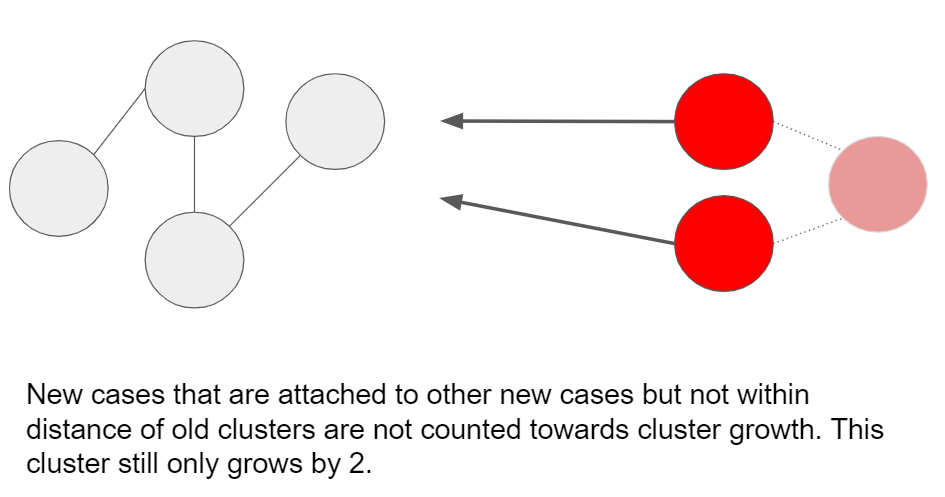 New cases that are attached to other new cases but not within
distance of old clusters are not counted towards cluster growth. This
cluster still only grows by 2.